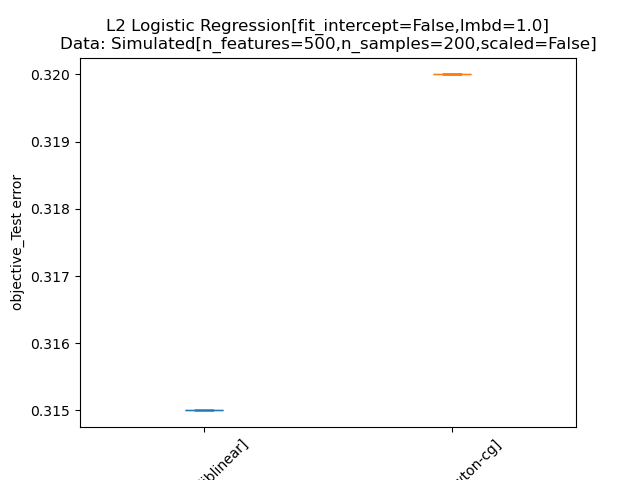 L2 Logistic Regression[fit_intercept=False,lmbd=1.0]
Data: Simulated[n_features=500,n_samples=200,scaled=False]
objective_Test error
0.320
0.319
0.318
0.317
0.316
0.315
iblinear]
ton-cg]